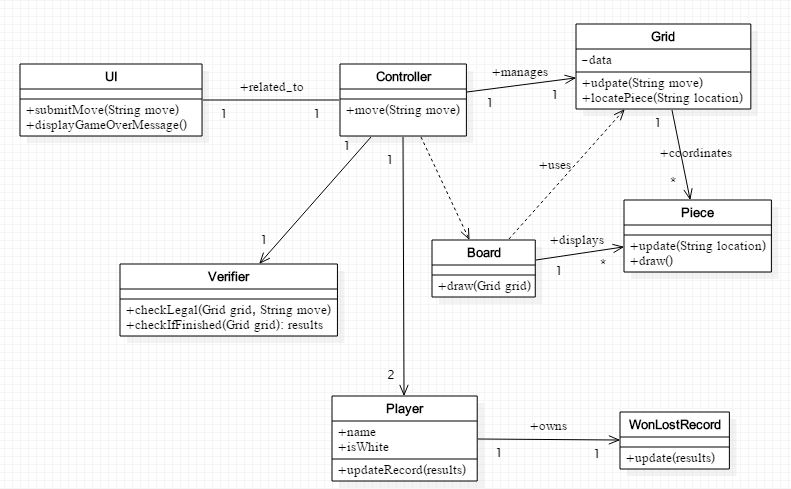 Grid
-data
+udpate(String move)
+locatePiece(String location)
UI
+submitMove(String move)
+displayGameOverMessage()
+related_to
1
1
Controller
+move(String move)
+manages
1
1
1
1
1
+coordinates
*
+uses
Piece
+update(String location)
+draw()
Board
+draw(Grid grid)
+displays
1
*
1
Verifier
+checkLegal(Grid grid, String move)
+checkIfFinished(Grid grid): results
2
Player
+name
+isWhite
+updateRecord(results)
+owns
1
1
WonLostRecord
+update(results)